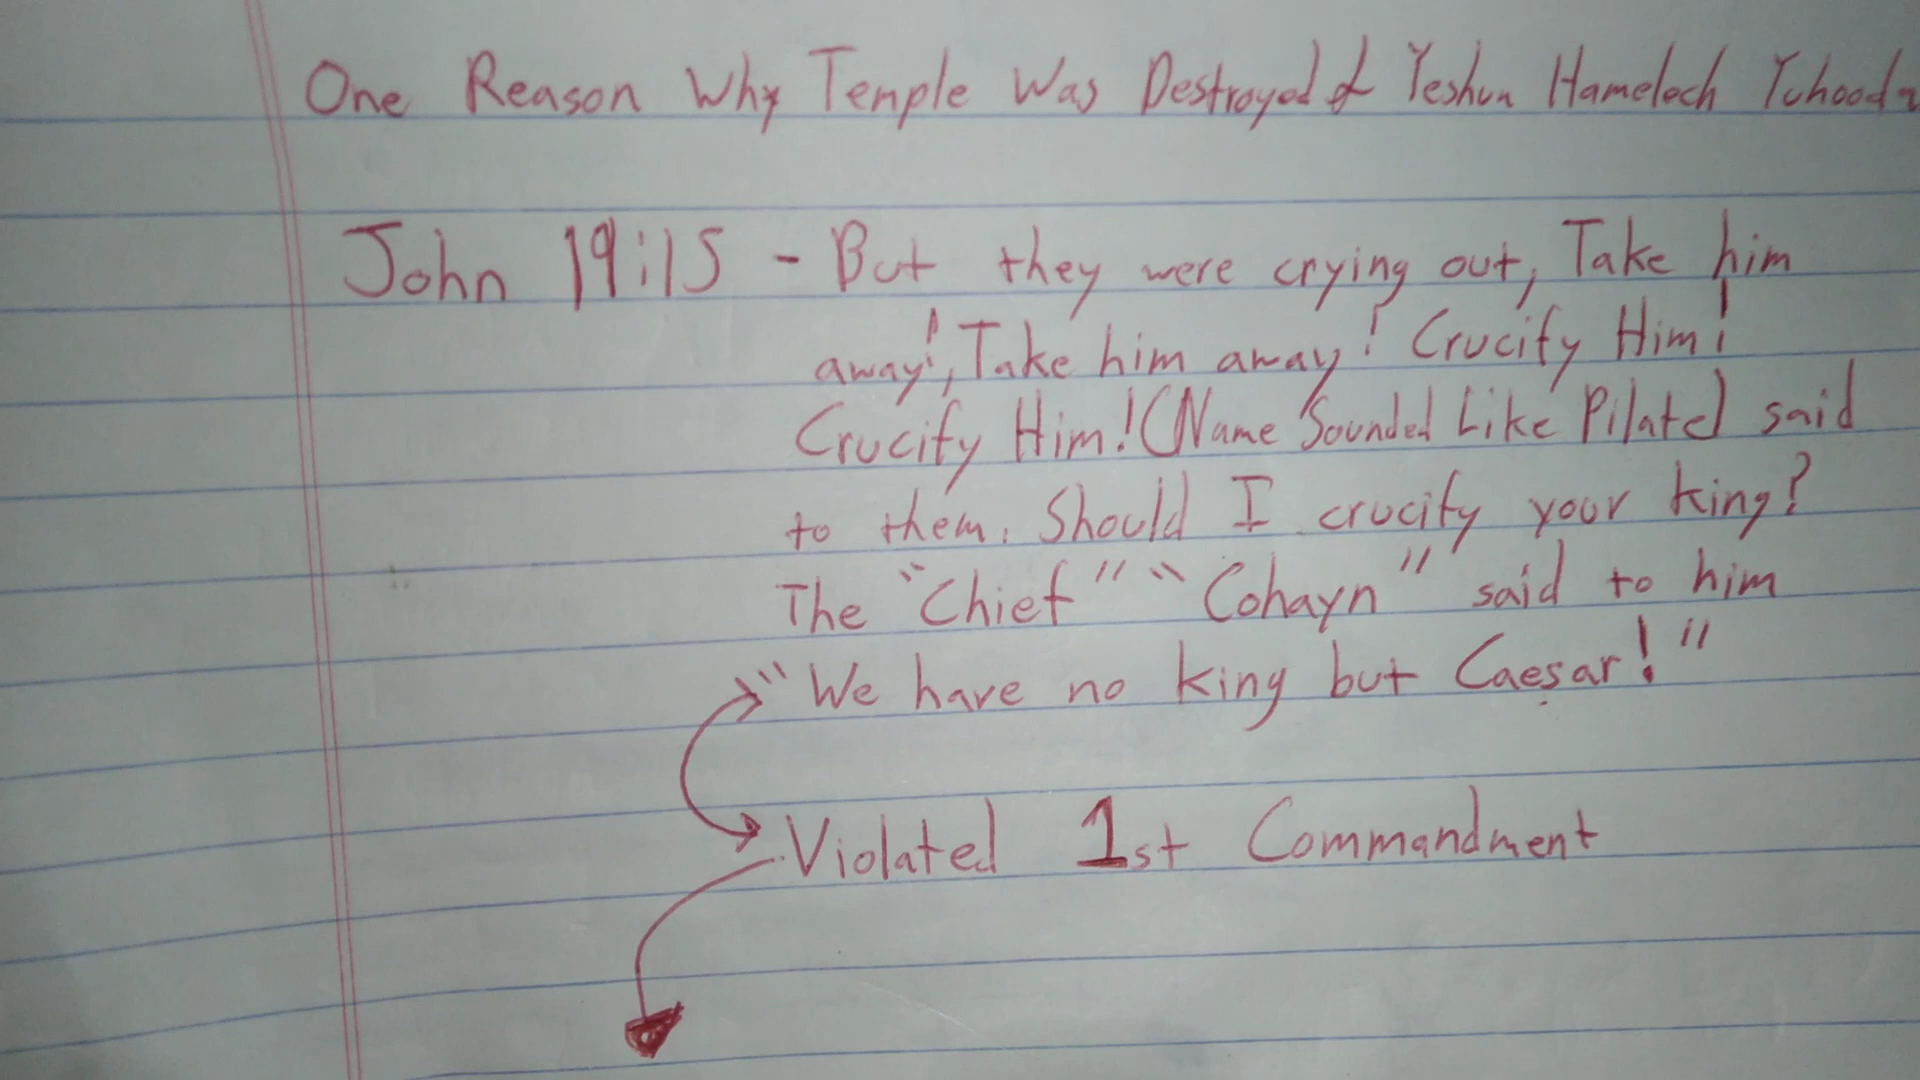 One Reason Why Temple Was Destroyed & Yeshua Hamelech Yuhooda
John 19:15 - But they were crying out, Take him
away!, Take him away! Crucify Him!
Crucify Him! (Name Sounded Like Pilate) said
to them. Should I crucify your king?
The "Chief" "Cohayn" said to him
"We have no king but Caesar!"
Violated 1st Commandment